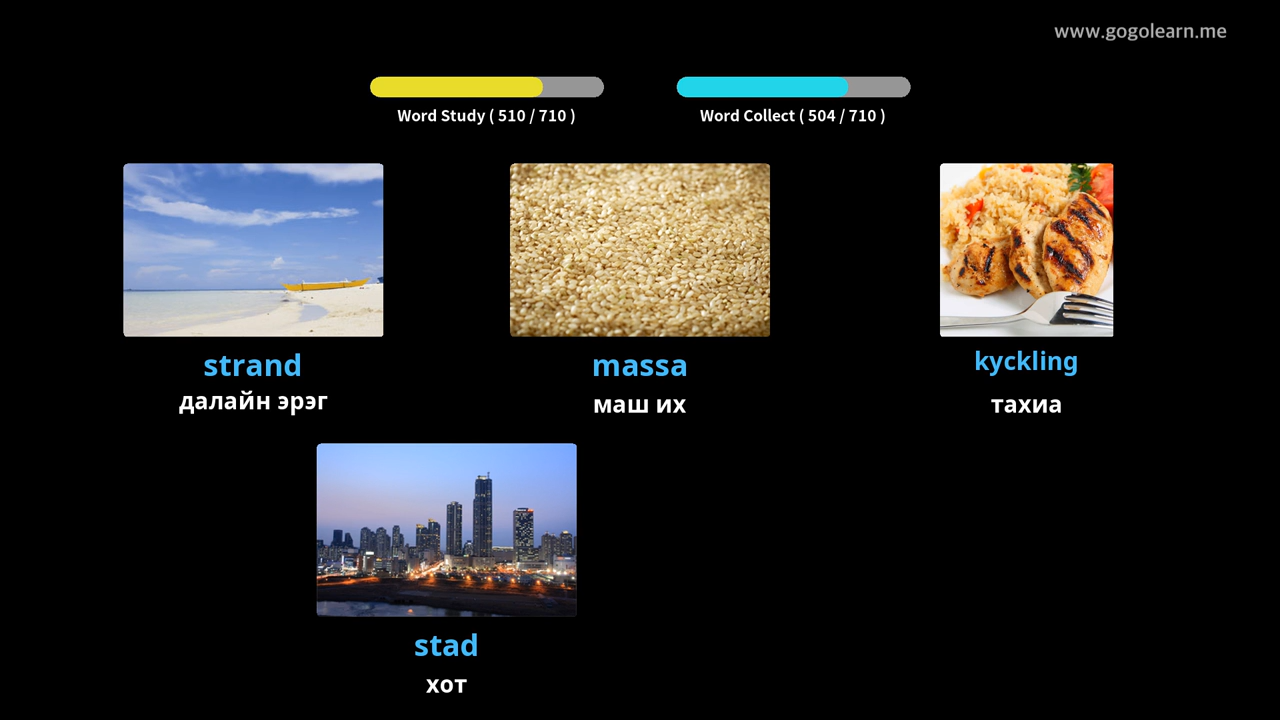 www.gogolearn.me
Word Study ( 510 / 710 )
Word Collect ( 504 / 710 )
strand
далайн эрэг
massa
маш их
kyckling
тахиа
stad
хот